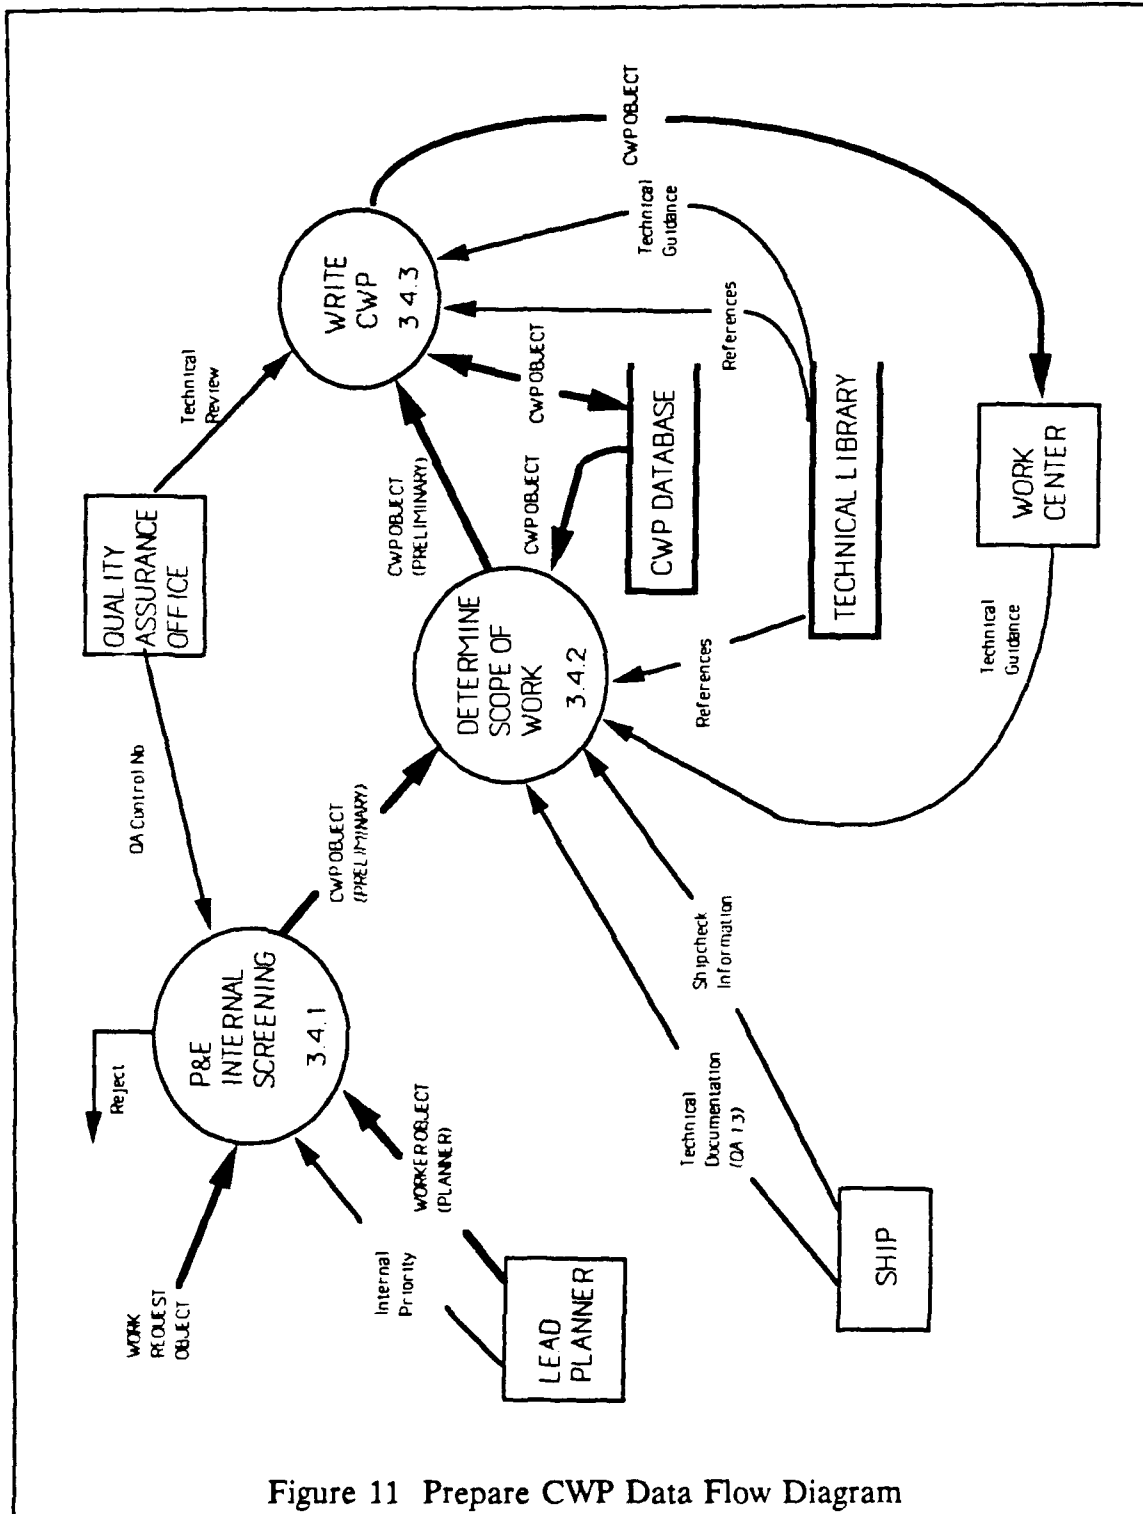 WORK
REQUEST
OBJECT
Reject
P&E
INTERNAL
SCREENING
3.4.1
Internal
Priority
WORKER OBJECT
(PLANNER)
LEAD
PLANNER
QA Control No
CWP OBJECT
(PRELIMINARY)
QUALITY
ASSURANCE
OFFICE
Technical
Review
DETERMINE
SCOPE OF
WORK
3.4.2
CWP OBJECT
(PRELIMINARY)
WRITE
CWP
3.4.3
CWP OBJECT
CWP OBJECT
CWP DATABASE
CWP OBJECT
Technical
Guidance
References
References
TECHNICAL LIBRARY
Technical
Documentation
(QA 13)
Shipcheck
Information
SHIP
Technical
Guidance
WORK
CENTER
Figure 11 Prepare CWP Data Flow Diagram